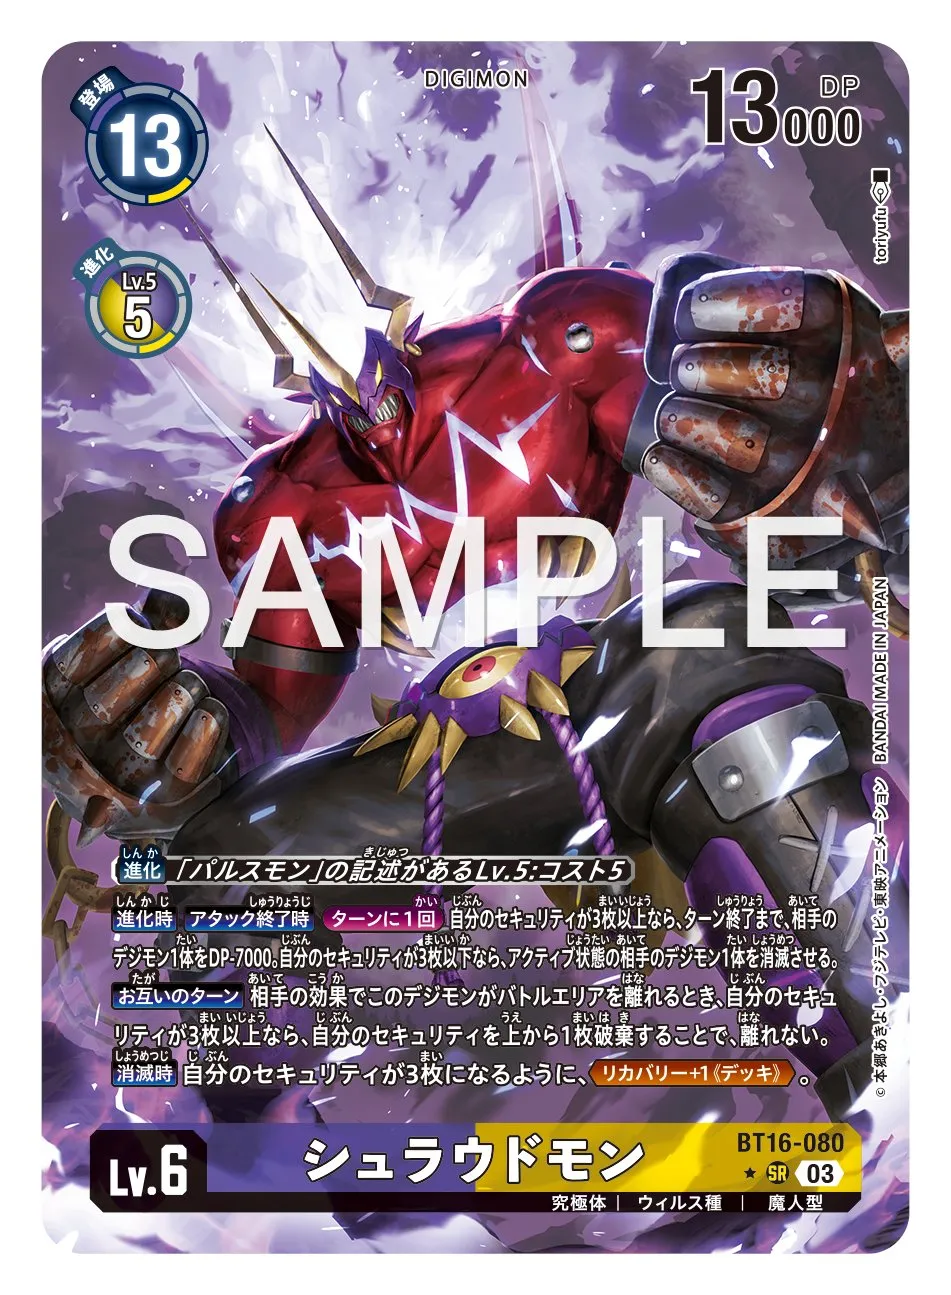 DIGIMON
登場
13
DP
13000
進化
Lv.5
5
toriyufu
SAMPLE
BANDAI MADE IN JAPAN
©本郷あきよし・フジテレビ・東映アニメーション
進化 「パルスモン」の記述があるLv.5:コスト5
進化時 アタック終了時 ターンに1回 自分のセキュリティが3枚以上なら、ターン終了まで、相手の
デジモン1体をDP-7000。自分のセキュリティが3枚以下なら、アクティブ状態の相手のデジモン1体を消滅させる。
お互いのターン 相手の効果でこのデジモンがバトルエリアを離れるとき、自分のセキュ
リティが3枚以上なら、自分のセキュリティを上から1枚破棄することで、離れない。
消滅時 自分のセキュリティが3枚になるように、リカバリー+1《デッキ》。
Lv.6
シュラウドモン
BT16-080
SR 03
究極体 | ウィルス種 | 魔人型